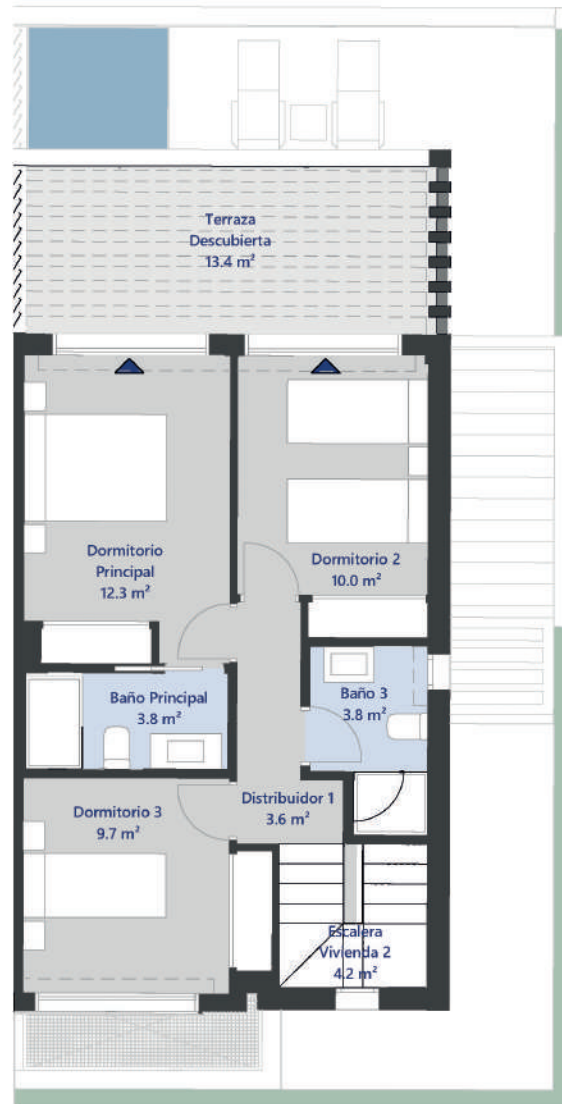 Terraza
Descubierta
13.4 m²
Dormitorio
Principal
12.3 m²
Dormitorio 2
10.0 m²
Baño Principal
3.8 m²
Baño 3
3.8 m²
Dormitorio 3
9.7 m²
Distribuidor 1
3.6 m²
Escalera
Vivienda 2
4.2 m²